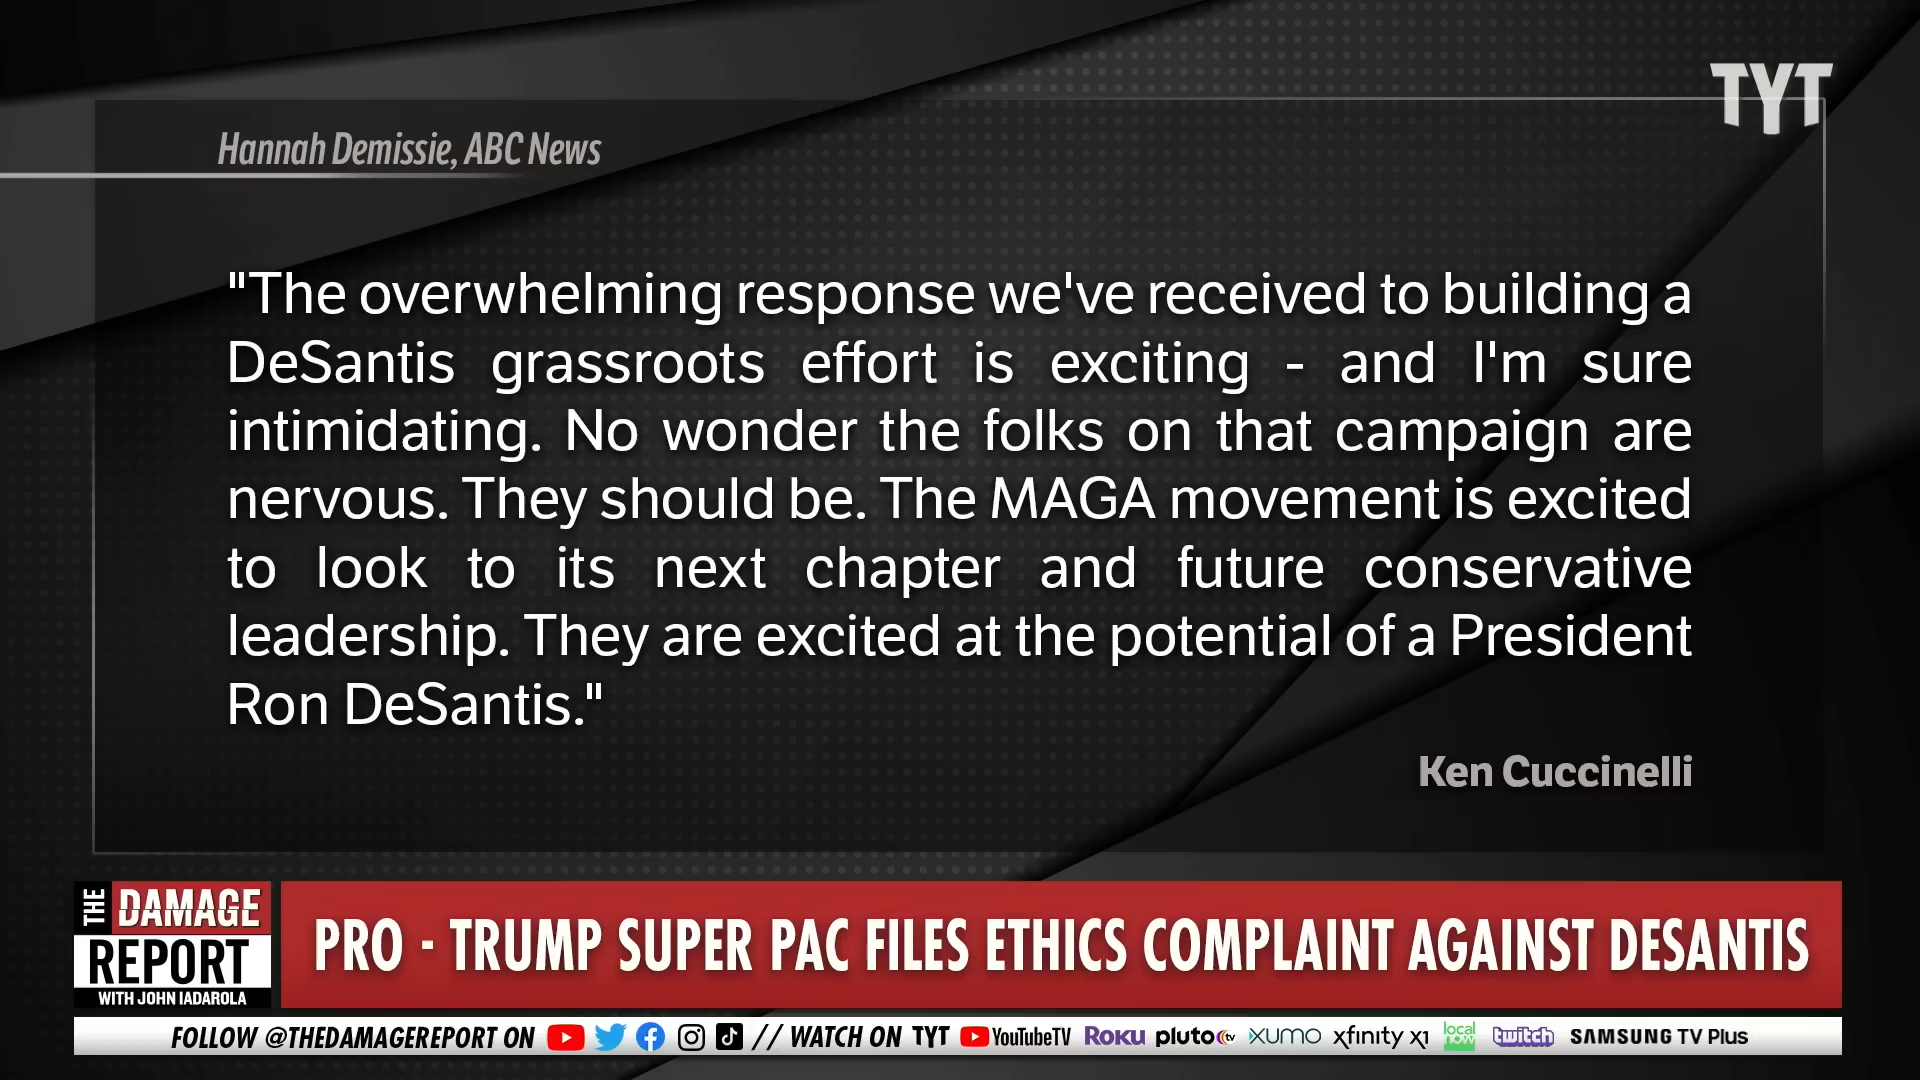 TYT
Hannah Demissie, ABC News
"The overwhelming response we've received to building a
DeSantis grassroots effort is exciting - and I'm sure
intimidating. No wonder the folks on that campaign are
nervous. They should be. The MAGA movement is excited
to look to its next chapter and future conservative
leadership. They are excited at the potential of a President
Ron DeSantis."
Ken Cuccinelli
THE DAMAGE
REPORT
WITH JOHN IADAROLA
PRO - TRUMP SUPER PAC FILES ETHICS COMPLAINT AGAINST DESANTIS
FOLLOW @THEDAMAGEREPORT ON // WATCH ON TYT YouTubeTV ROKU pluto tv XUMO xfinity x1 local now twitch SAMSUNG TV Plus